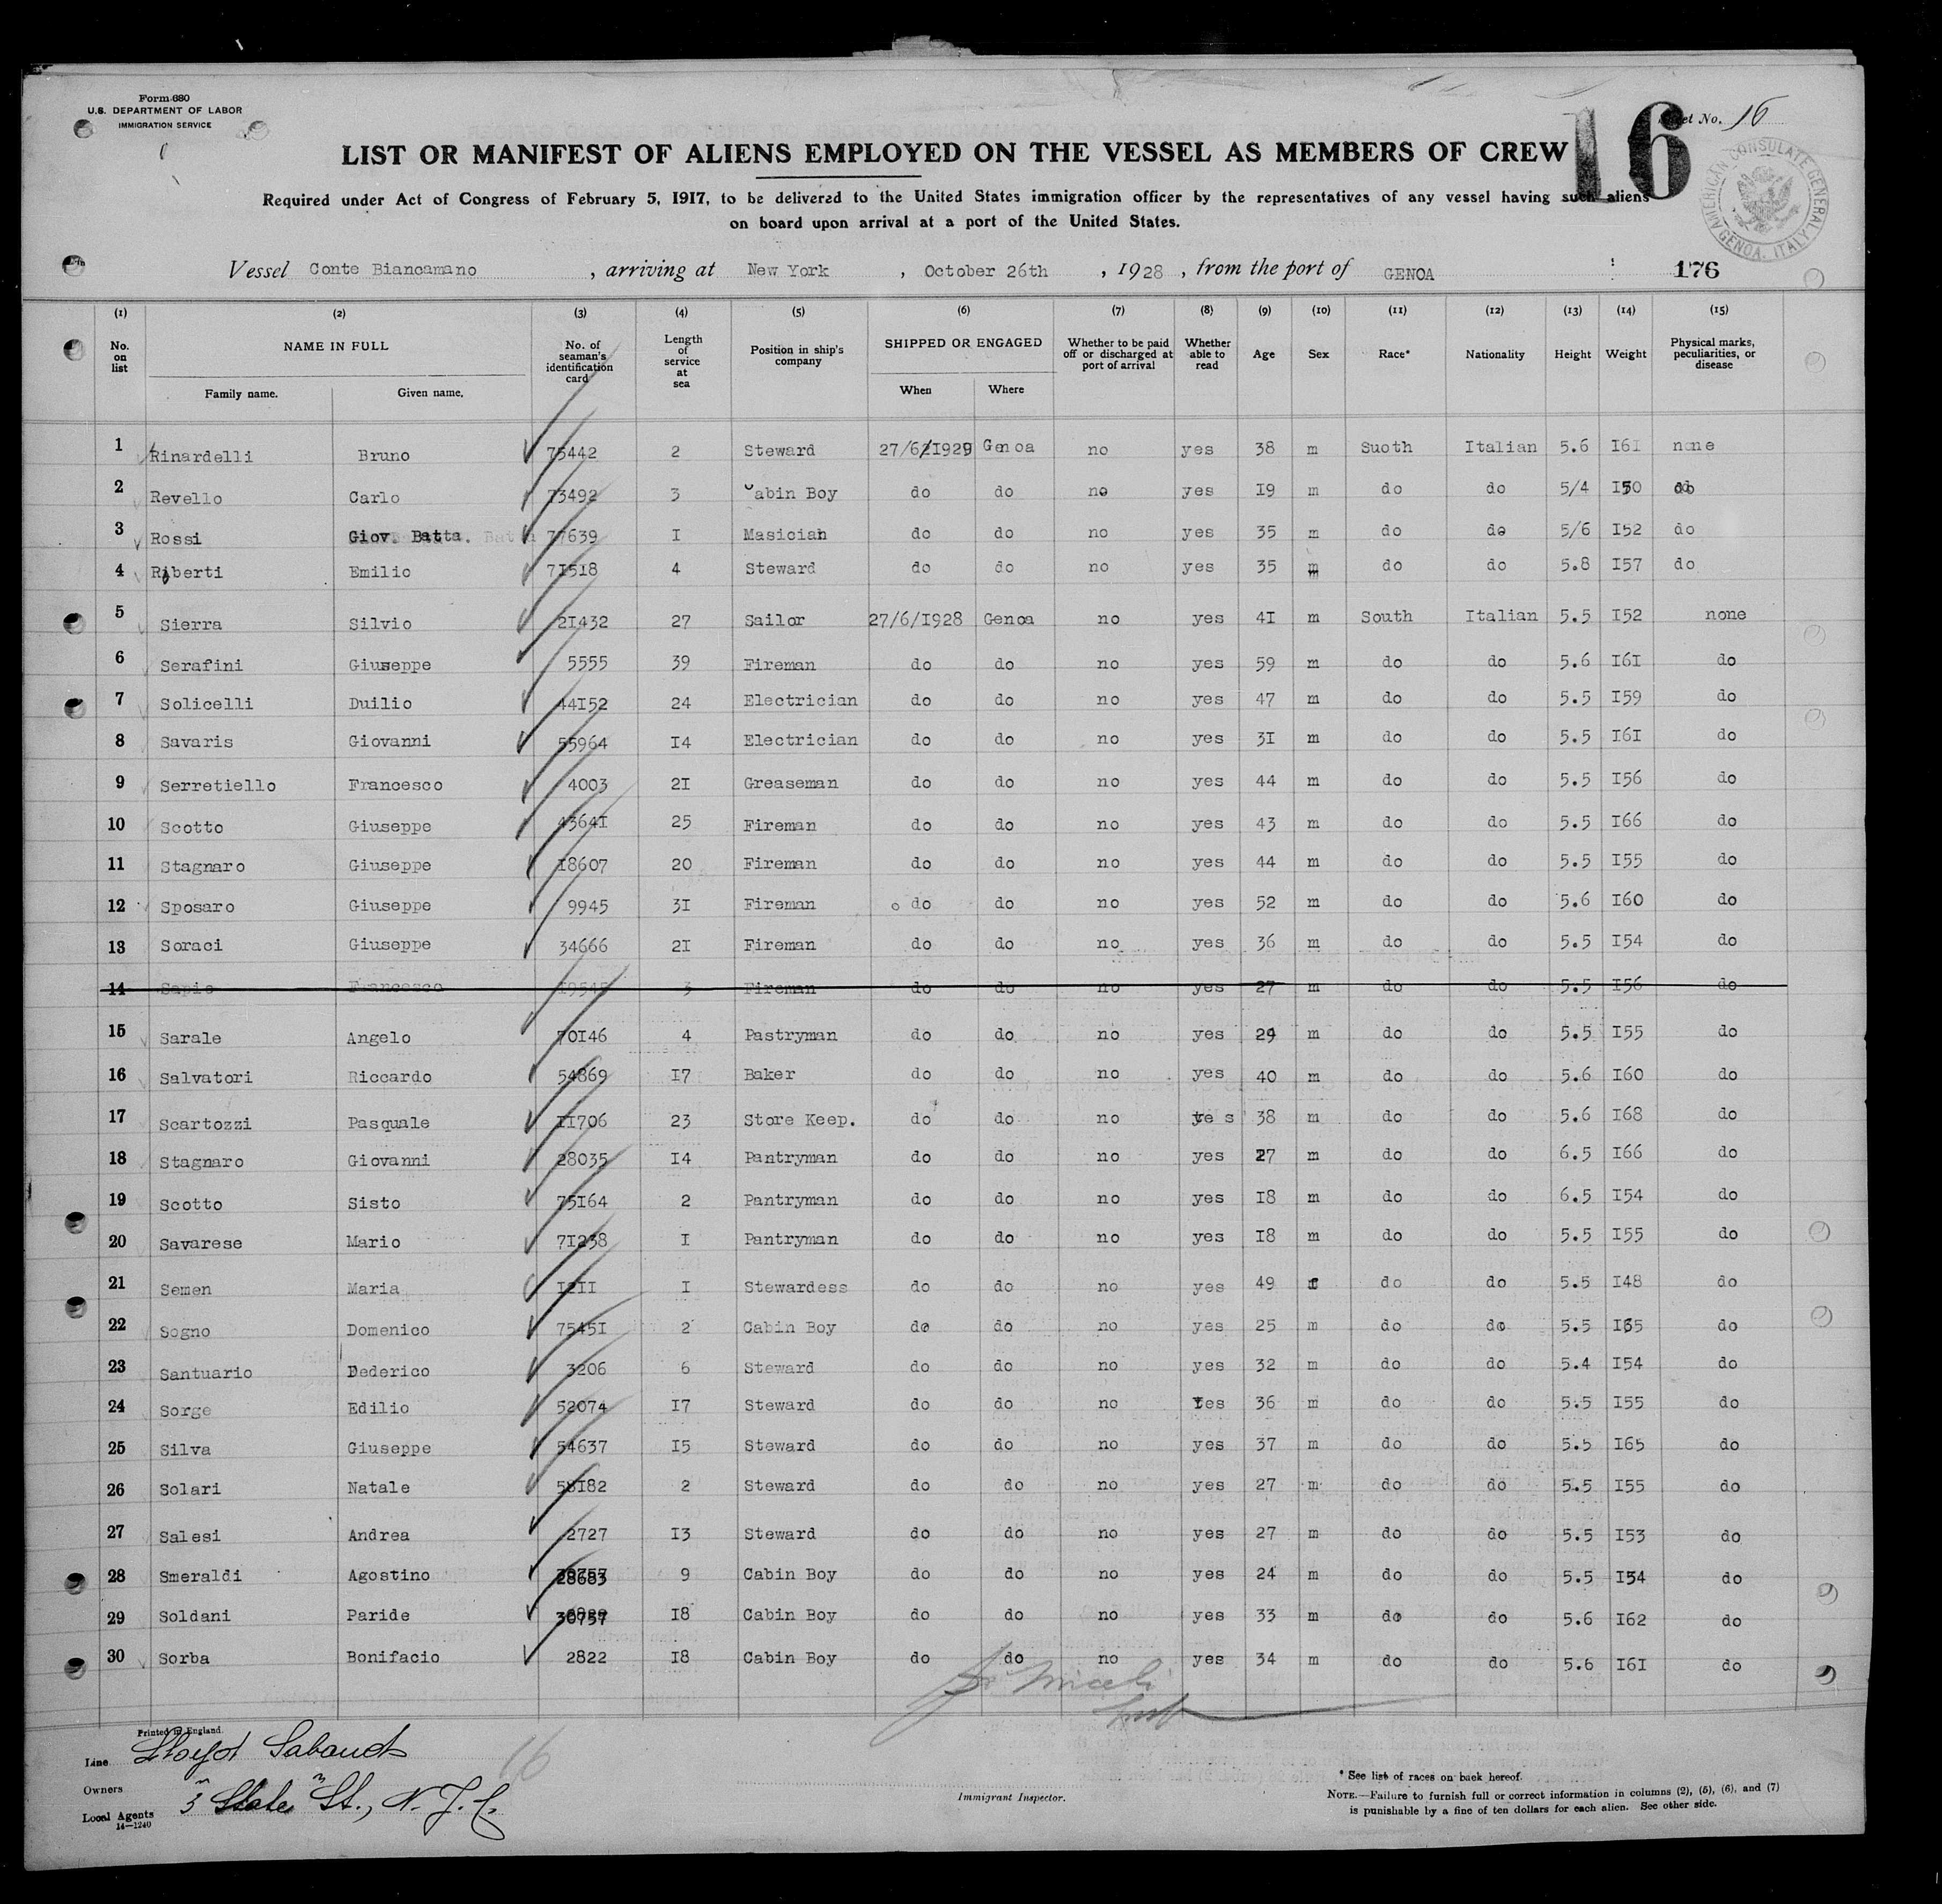 Form 680
U.S. DEPARTMENT OF LABOR
IMMIGRATION SERVICE
16
et No. 16
LIST OR MANIFEST OF ALIENS EMPLOYED ON THE VESSEL AS MEMBERS OF CREW
AMERICAN CONSULATE GENERAL GENOA, ITALY
Required under Act of Congress of February 5, 1917, to be delivered to the United States immigration officer by the representatives of any vessel having such aliens
on board upon arrival at a port of the United States.
Vessel Conte Biancamano , arriving at New York , October 26th , 1928 , from the port of GENOA 176
(1) (2) (3) (4) (5) (6) (7) (8) (9) (10) (11) (12) (13) (14) (15)
No. on list NAME IN FULL Family name. Given name. No. of seaman's identification card Length of service at sea Position in ship's company SHIPPED OR ENGAGED When Where Whether to be paid off or discharged at port of arrival Whether able to read Age Sex Race* Nationality Height Weight Physical marks, peculiarities, or disease
1 Rinardelli Bruno 75442 2 Steward 27/6/1929 Genoa no yes 38 m Suoth Italian 5.6 I6I none
2 Revello Carlo 73492 3 Cabin Boy do do no yes I9 m do do 5/4 I50 do
3 Rossi Giov. Batta. 77639 I Masician do do no yes 35 m do do 5/6 I52 do
4 Riberti Emilio 7I518 4 Steward do do no yes 35 m do do 5.8 I57 do
5 Sierra Silvio 2I432 27 Sailor 27/6/I928 Genoa no yes 4I m South Italian 5.5 I52 none
6 Serafini Giuseppe 5555 39 Fireman do do no yes 59 m do do 5.6 I6I do
7 Solicelli Duilio 44I52 24 Electrician do do no yes 47 m do do 5.5 I59 do
8 Savaris Giovanni 55964 I4 Electrician do do no yes 3I m do do 5.5 I6I do
9 Serretiello Francesco 4003 2I Greaseman do do no yes 44 m do do 5.5 I56 do
10 Scotto Giuseppe 4364I 25 Fireman do do no yes 43 m do do 5.5 I66 do
11 Stagnaro Giuseppe I8607 20 Fireman do do no yes 44 m do do 5.5 I55 do
12 Sposaro Giuseppe 9945 3I Fireman do do no yes 52 m do do 5.6 I60 do
13 Soraci Giuseppe 34666 2I Fireman do do no yes 36 m do do 5.5 I54 do
14 Sapio Francesco 3 Fireman do do no yes 27 m do do 5.5 I56 do
15 Sarale Angelo 70I46 4 Pastryman do do no yes 29 m do do 5.5 I55 do
16 Salvatori Riccardo 54869 I7 Baker do do no yes 40 m do do 5.6 I60 do
17 Scartozzi Pasquale II706 23 Store Keep. do do no ye s 38 m do do 5.6 I68 do
18 Stagnaro Giovanni 28035 I4 Pantryman do do no yes 27 m do do 6.5 I66 do
19 Scotto Sisto 75I64 2 Pantryman do do no yes I8 m do do 6.5 I54 do
20 Savarese Mario 7I238 I Pantryman do do no yes I8 m do do 5.5 I55 do
21 Semen Maria I2II I Stewardess do do no yes 49 f do do 5.5 I48 do
22 Sogno Domenico 7545I 2 Cabin Boy do do no yes 25 m do do 5.5 I35 do
23 Santuario Federico 3206 6 Steward do do no yes 32 m do do 5.4 I54 do
24 Sorge Edilio 52074 I7 Steward do do no Yes 36 m do do 5.5 I55 do
25 Silva Giuseppe 54637 I5 Steward do do no yes 37 m do do 5.5 I65 do
26 Solari Natale 58I82 2 Steward do do no yes 27 m do do 5.5 I55 do
27 Salesi Andrea 2727 I3 Steward do do no yes 27 m do do 5.5 I53 do
28 Smeraldi Agostino 28683 9 Cabin Boy do do no yes 24 m do do 5.5 I54 do
29 Soldani Paride 30757 I8 Cabin Boy do do no yes 33 m do do 5.6 I62 do
30 Sorba Bonifacio 2822 I8 Cabin Boy do do no yes 34 m do do 5.6 I6I do
Printed in England.
Line Lloyd Sabaudo
16
Owners
Local Agents 3 State St., N.Y.C.
14—1240
Immigrant Inspector.
* See list of races on back hereof.
NOTE.—Failure to furnish full or correct information in columns (2), (5), (6), and (7)
is punishable by a fine of ten dollars for each alien. See other side.